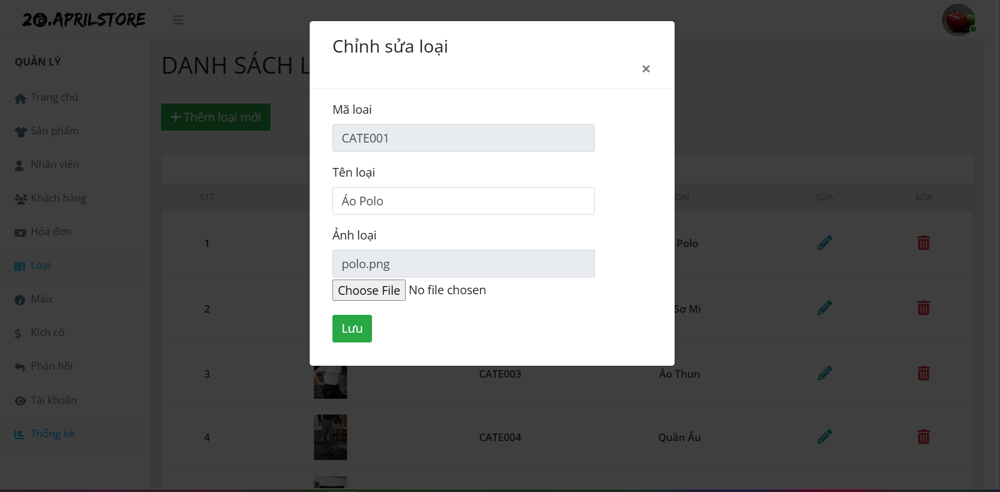 20.APRILSTORE
QUẢN LÝ
Trang chủ
Sản phẩm
Nhân viên
Khách hàng
Hóa đơn
Loại
Màu
Kích cỡ
Phản hồi
Tài khoản
Thống kê
DANH SÁCH L
Thêm loại mới
STT
OẠI
SỬA
XÓA
1
Polo
2
Sơ Mi
3
CATE003
Áo Thun
4
CATE004
Quần Âu
Chỉnh sửa loại
×
Mã loai
CATE001
Tên loại
Áo Polo
Ảnh loại
polo.png
Choose File No file chosen
Lưu